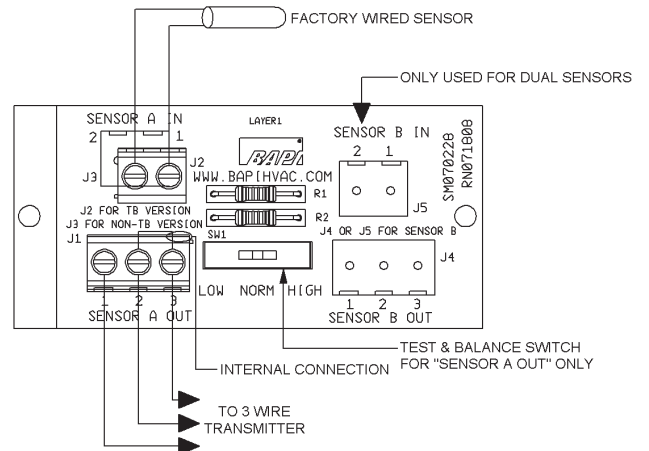 FACTORY WIRED SENSOR
ONLY USED FOR DUAL SENSORS
SENSOR A IN
2 1
LAYER1
SENSOR B IN
2 1
BAPI
WWW.BAPIHVAC.COM
J2
J3
R1
R2
J5
SM070228
RN071808
J2 FOR TB VERSION
J3 FOR NON-TB VERSION
J1
SW1
J4 OR J5 FOR SENSOR B
J4
LOW NORM HIGH
1 2 3
SENSOR A OUT
1 2 3
SENSOR B OUT
TEST & BALANCE SWITCH
FOR "SENSOR A OUT" ONLY
INTERNAL CONNECTION
TO 3 WIRE
TRANSMITTER